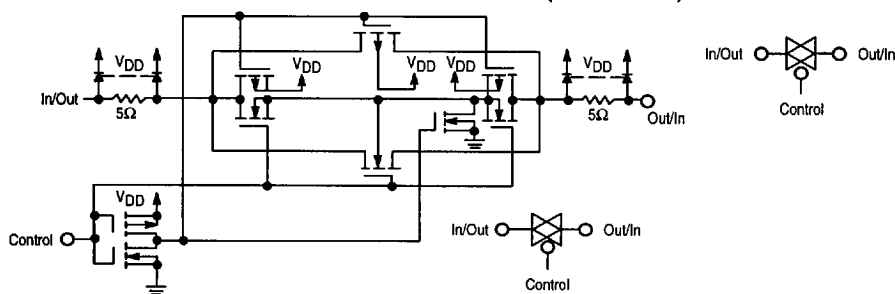 VDD
VDD
VDD
VDD
In/Out
5Ω
5Ω
Out/In
In/Out
Out/In
Control
VDD
Control
In/Out
Out/In
Control